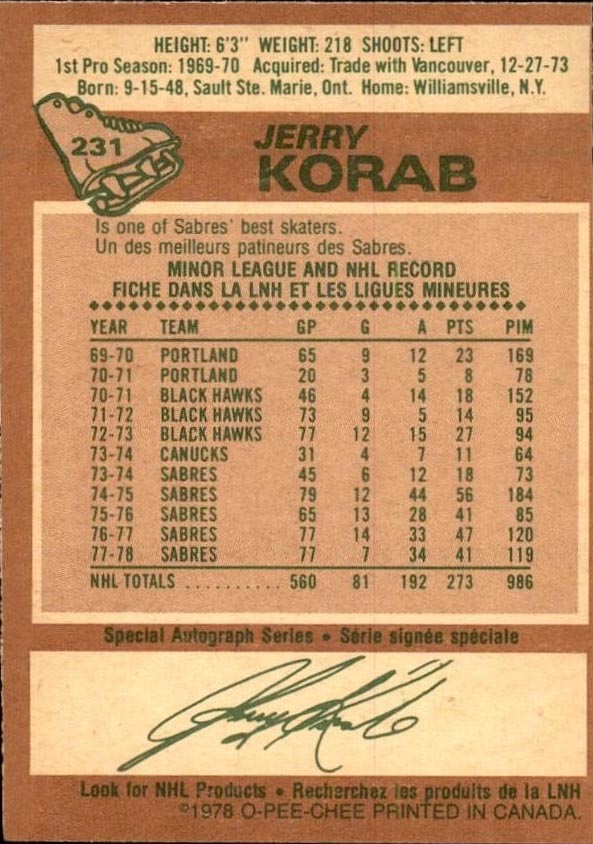 HEIGHT: 6'3" WEIGHT: 218 SHOOTS: LEFT
1st Pro Season: 1969-70 Acquired: Trade with Vancouver, 12-27-73
Born: 9-15-48, Sault Ste. Marie, Ont. Home: Williamsville, N.Y.
231
JERRY
KORAB
Is one of Sabres' best skaters.
Un des meilleurs patineurs des Sabres.
MINOR LEAGUE AND NHL RECORD
FICHE DANS LA LNH ET LES LIGUES MINEURES
YEAR TEAM GP G A PTS PIM
69-70 PORTLAND 65 9 12 23 169
70-71 PORTLAND 20 3 5 8 78
70-71 BLACK HAWKS 46 4 14 18 152
71-72 BLACK HAWKS 73 9 5 14 95
72-73 BLACK HAWKS 77 12 15 27 94
73-74 CANUCKS 31 4 7 11 64
73-74 SABRES 45 6 12 18 73
74-75 SABRES 79 12 44 56 184
75-76 SABRES 65 13 28 41 85
76-77 SABRES 77 14 33 47 120
77-78 SABRES 77 7 34 41 119
NHL TOTALS .......... 560 81 192 273 986
Special Autograph Series • Série signée spéciale
Jerry Korab
Look for NHL Products • Recherchez les produits de la LNH
©1978 O-PEE-CHEE PRINTED IN CANADA.